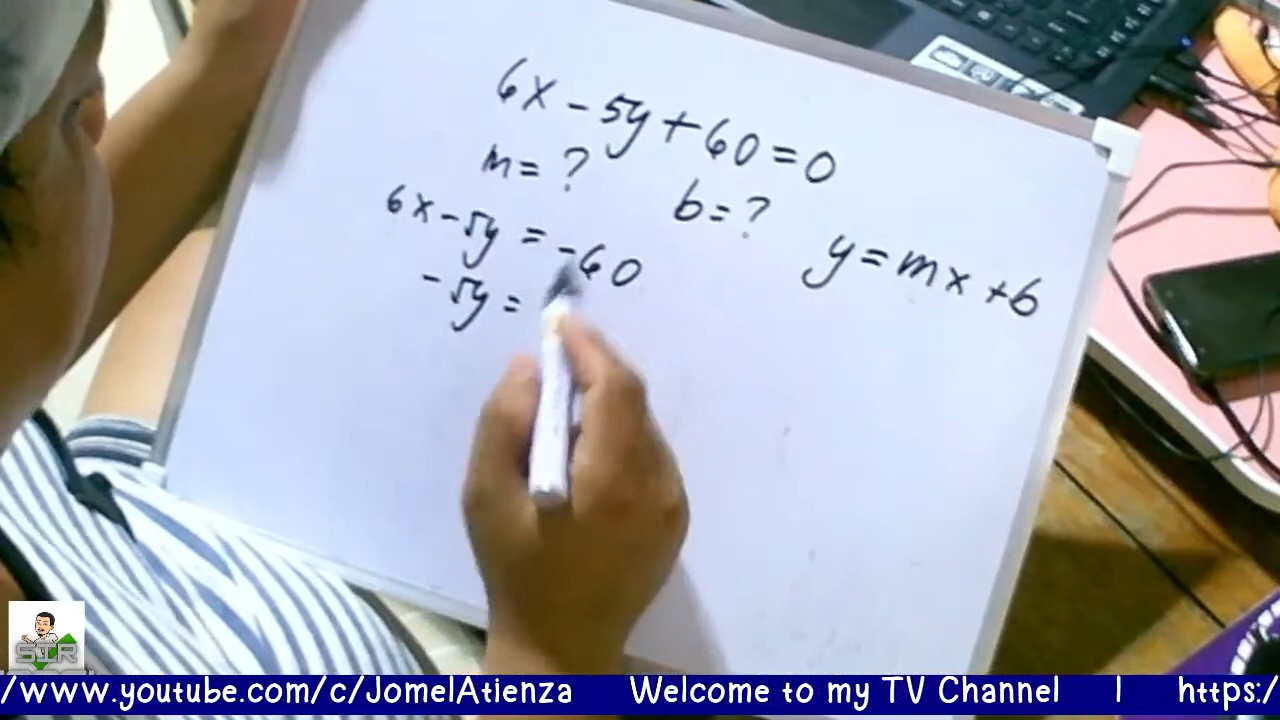 6x - 5y + 60 = 0
m = ? b = ?
6x - 5y = -60
y = mx + b
-5y =
SIR
/www.youtube.com/c/JomelAtienza Welcome to my TV Channel | https:/